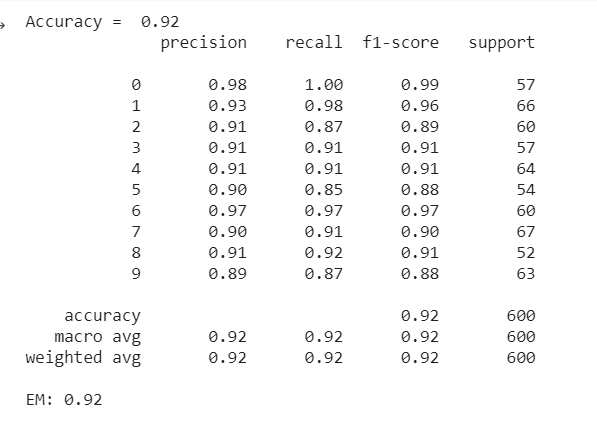 Accuracy =  0.92
              precision    recall  f1-score   support

           0       0.98      1.00      0.99        57
           1       0.93      0.98      0.96        66
           2       0.91      0.87      0.89        60
           3       0.91      0.91      0.91        57
           4       0.91      0.91      0.91        64
           5       0.90      0.85      0.88        54
           6       0.97      0.97      0.97        60
           7       0.90      0.91      0.90        67
           8       0.91      0.92      0.91        52
           9       0.89      0.87      0.88        63

    accuracy                           0.92       600
   macro avg       0.92      0.92      0.92       600
weighted avg       0.92      0.92      0.92       600

EM: 0.92